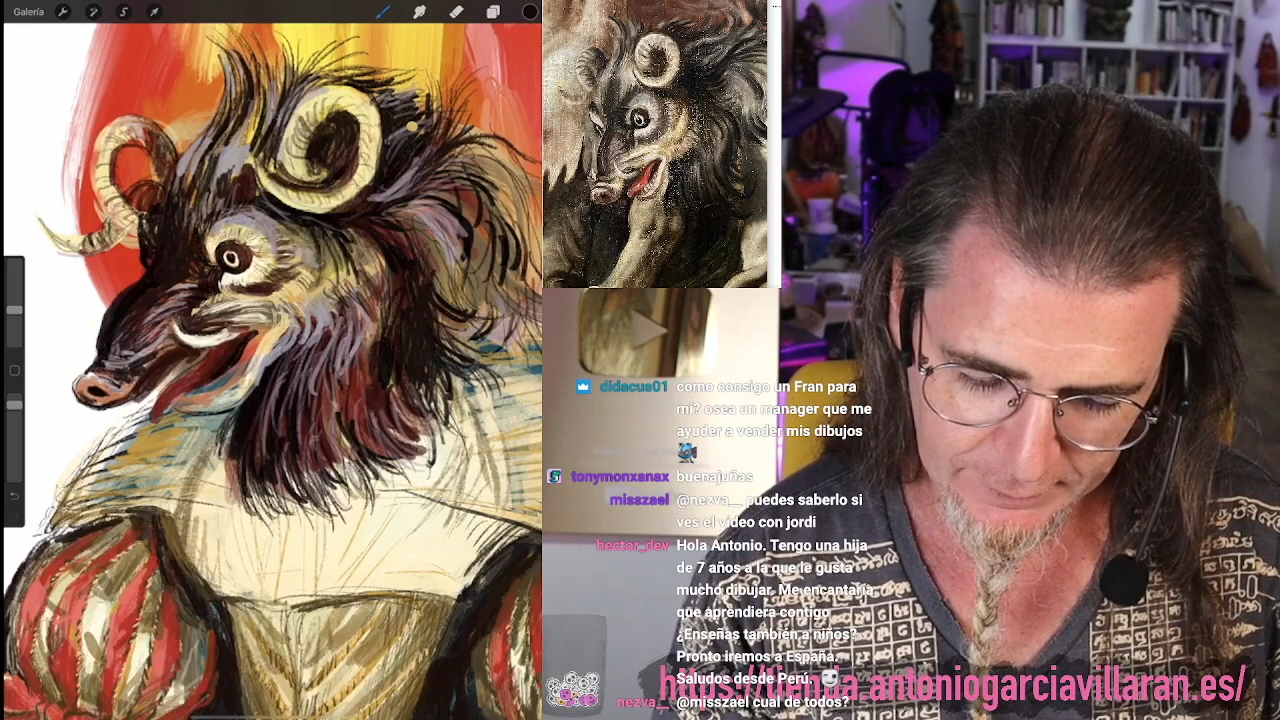 Galería
didacus01 como consigo un Fran para
mi? osea un manager que me
ayuder a vender mis dibujos
tonymonxanax buenajuñas
misszael @nezva__ puedes saberlo si
ves el video con jordi
hector_dev Hola Antonio. Tengo una hija
de 7 años a la que le gusta
mucho dibujar. Me encantaría
que aprendiera contigo
¿Enseñas también a niños?
Pronto iremos a España.
Saludos desde Perú.
https://tienda.antoniogarciavillaran.es/
nezva__ @misszael cual de todos?